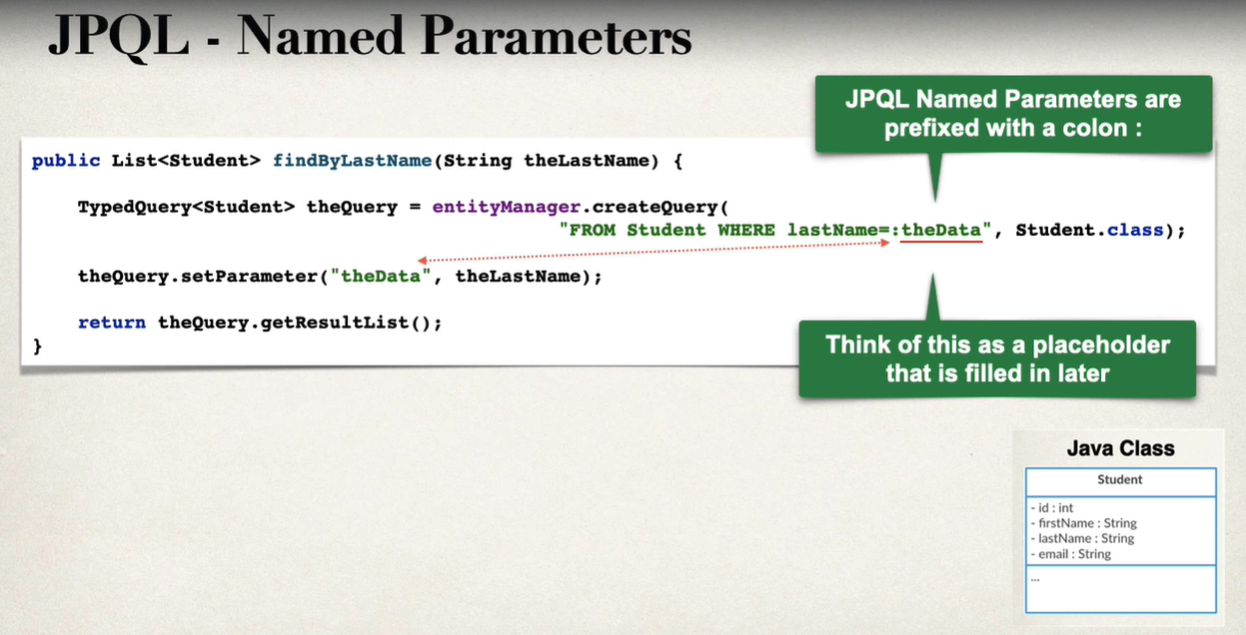 JPQL - Named Parameters
JPQL Named Parameters are
prefixed with a colon :
public List<Student> findByLastName(String theLastName) {
TypedQuery<Student> theQuery = entityManager.createQuery(
"FROM Student WHERE lastName=:theData", Student.class);
theQuery.setParameter("theData", theLastName);
return theQuery.getResultList();
}
Think of this as a placeholder
that is filled in later
Java Class
Student
- id : int
- firstName : String
- lastName : String
- email : String
...